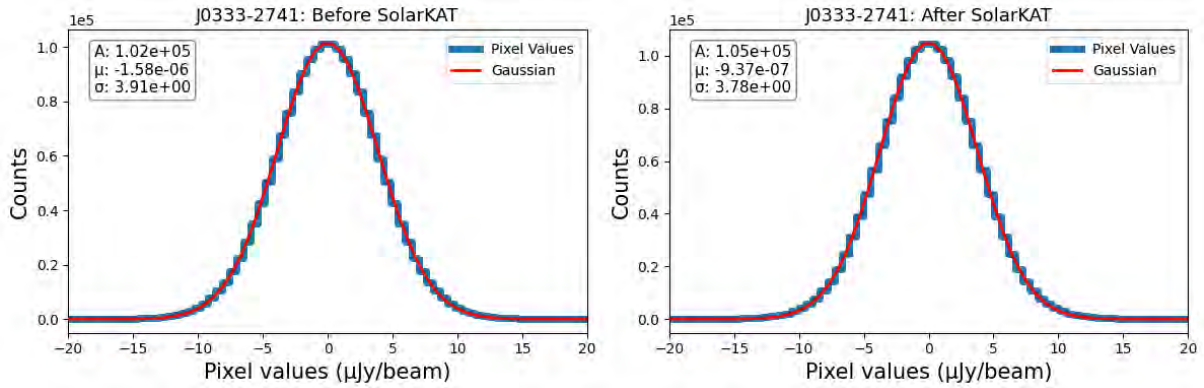 J0333-2741: Before SolarKAT
1e5
A: 1.02e+05
μ: -1.58e-06
σ: 3.91e+00
Pixel Values
Gaussian
Counts
1.0
0.8
0.6
0.4
0.2
0.0
−20 −15 −10 −5 0 5 10 15 20
Pixel values (μJy/beam)
J0333-2741: After SolarKAT
1e5
A: 1.05e+05
μ: -9.37e-07
σ: 3.78e+00
Pixel Values
Gaussian
Counts
1.0
0.8
0.6
0.4
0.2
0.0
−20 −15 −10 −5 0 5 10 15 20
Pixel values (μJy/beam)